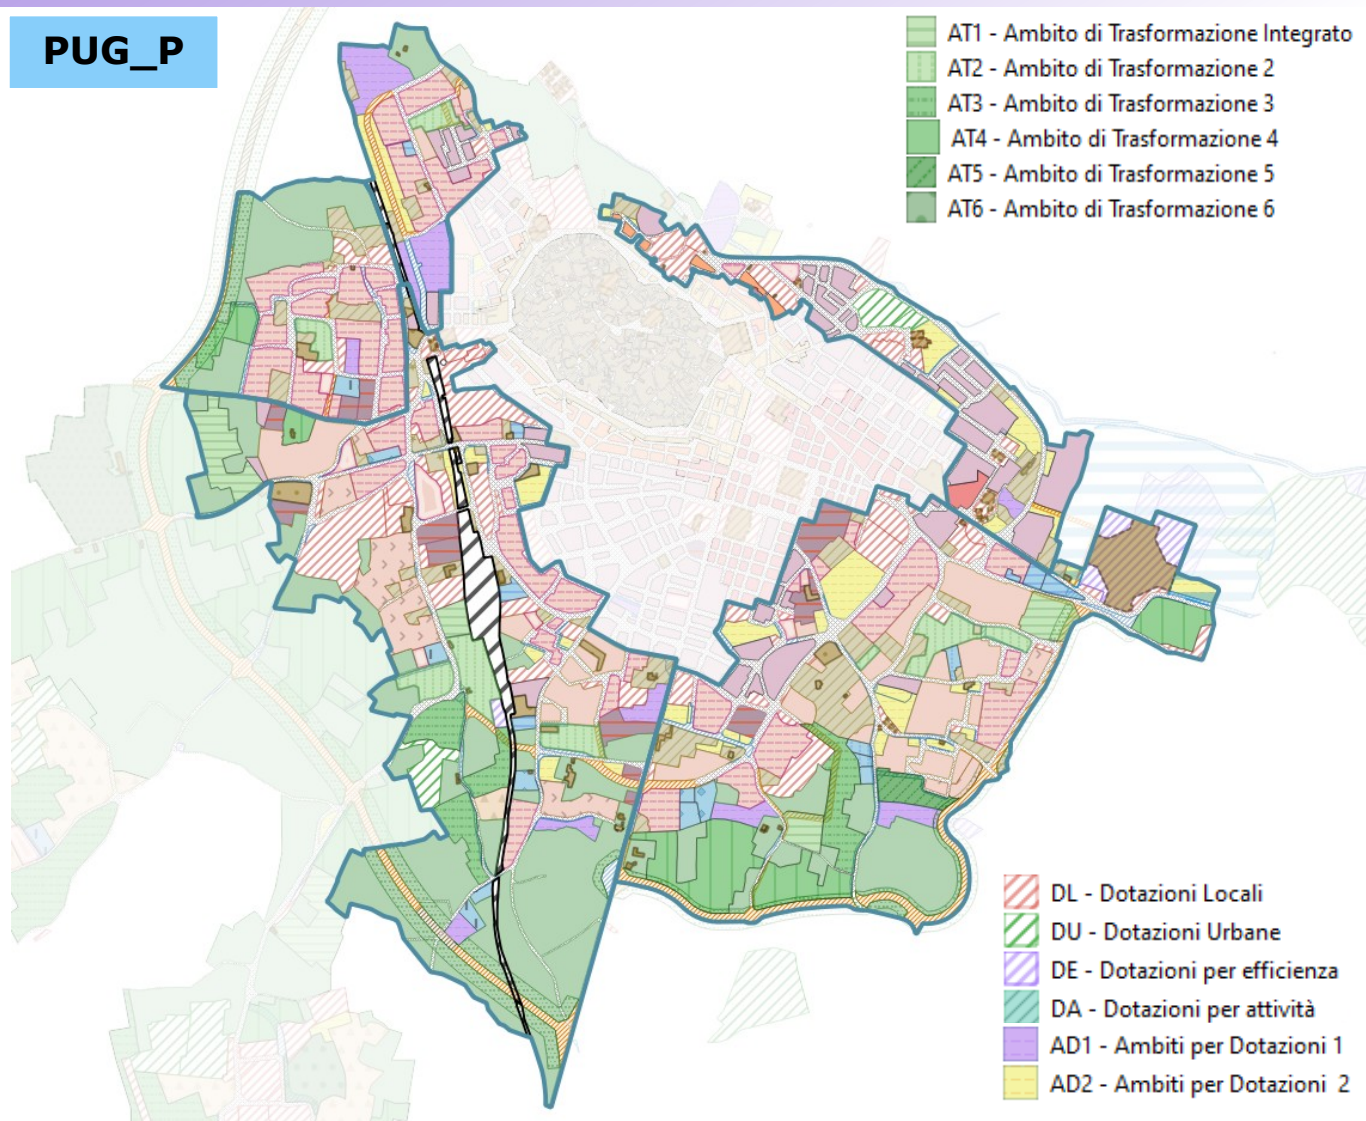 PUG_P
AT1 - Ambito di Trasformazione Integrato
AT2 - Ambito di Trasformazione 2
AT3 - Ambito di Trasformazione 3
AT4 - Ambito di Trasformazione 4
AT5 - Ambito di Trasformazione 5
AT6 - Ambito di Trasformazione 6
DL - Dotazioni Locali
DU - Dotazioni Urbane
DE - Dotazioni per efficienza
DA - Dotazioni per attività
AD1 - Ambiti per Dotazioni 1
AD2 - Ambiti per Dotazioni 2